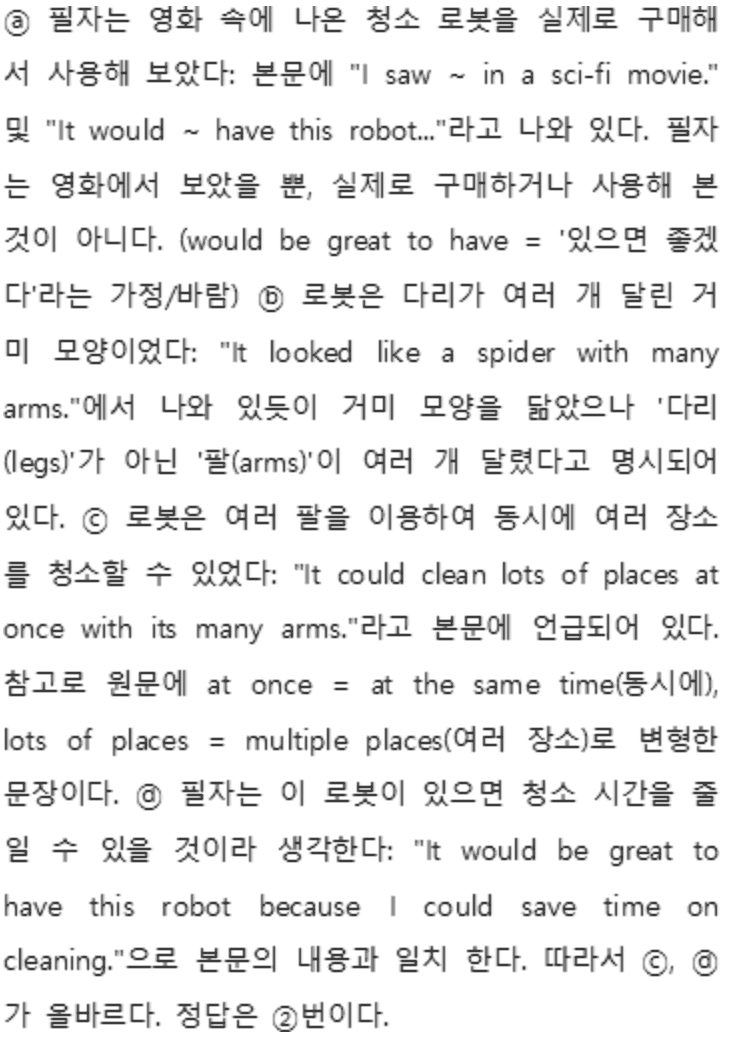 ⓐ 필자는 영화 속에 나온 청소 로봇을 실제로 구매해
서 사용해 보았다: 본문에 "I saw ~ in a sci-fi movie."
및 "It would ~ have this robot..."라고 나와 있다. 필자
는 영화에서 보았을 뿐, 실제로 구매하거나 사용해 본
것이 아니다. (would be great to have = '있으면 좋겠
다'라는 가정/바람) ⓑ 로봇은 다리가 여러 개 달린 거
미 모양이었다: "It looked like a spider with many
arms."에서 나와 있듯이 거미 모양을 닮았으나 '다리
(legs)'가 아닌 '팔(arms)'이 여러 개 달렸다고 명시되어
있다. ⓒ 로봇은 여러 팔을 이용하여 동시에 여러 장소
를 청소할 수 있었다: "It could clean lots of places at
once with its many arms."라고 본문에 언급되어 있다.
참고로 원문에 at once = at the same time(동시에),
lots of places = multiple places(여러 장소)로 변형한
문장이다. ⓓ 필자는 이 로봇이 있으면 청소 시간을 줄
일 수 있을 것이라 생각한다: "It would be great to
have this robot because I could save time on
cleaning."으로 본문의 내용과 일치 한다. 따라서 ⓒ, ⓓ
가 올바르다. 정답은 ②번이다.